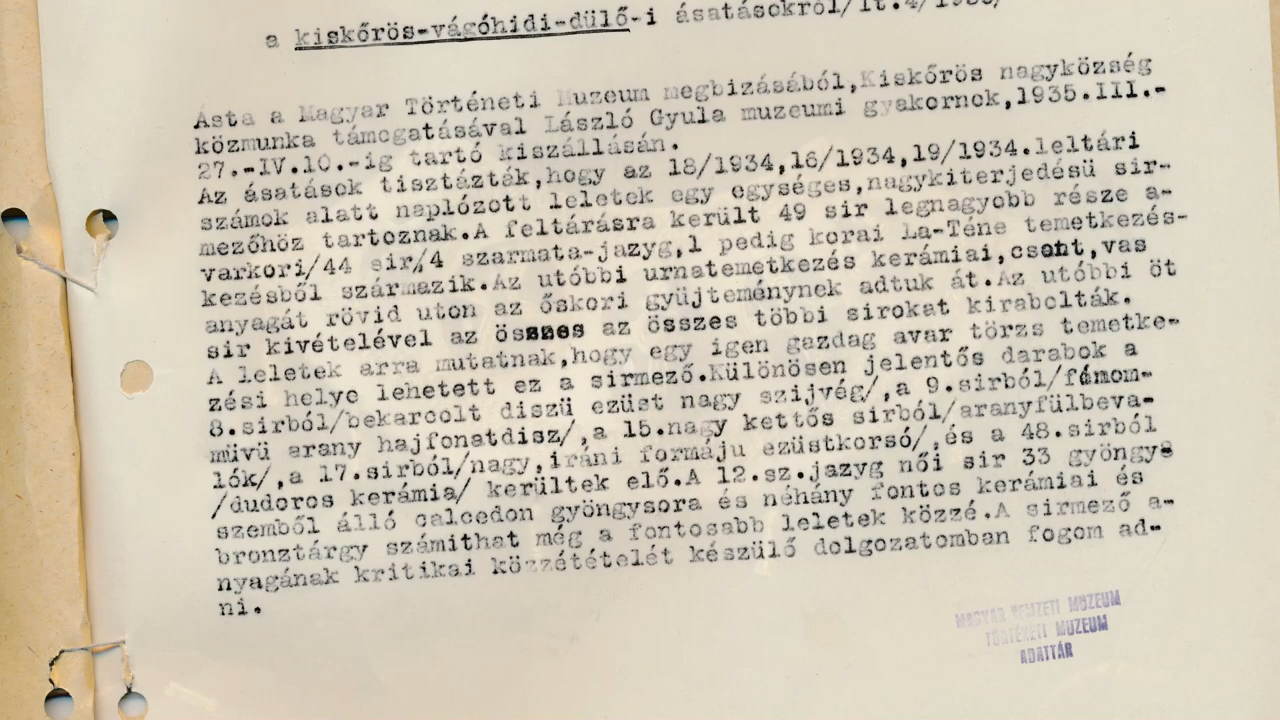 a kiskőrös-vágóhidi-dülő-i ásatásokról/It.4/1935/
Ásta a Magyar Történeti Muzeum megbizásából,Kiskőrös nagyközség
közmunka támogatásával László Gyula muzeumi gyakornok,1935.III.-
27.-IV.10.-ig tartó kiszállásán.
Az ásatások tisztázták,hogy az 18/1934,16/1934,19/1934.leltári
számok alatt naplózott leletek egy egységes,nagykiterjedésü sir-
mezőhöz tartoznak.A feltárásra került 49 sir legnagyobb része a-
varkori/44 sir/4 szarmata-jazyg,1 pedig korai La-Téne temetkezés-
kezésből származik.Az utóbbi urnatemetkezés kerámiai,csont,vas
anyagát rövid uton az őskori gyüjteménynek adtuk át.Az utóbbi öt
sir kivételével az összes az összes többi sirokat kirabolták.
A leletek arra mutatnak,hogy egy igen gazdag avar törzs temetke-
zési helye lehetett ez a sirmező.Különösen jelentős darabok a
8.sirból/bekarcolt diszü ezüst nagy szijvég/,a 9.sirból/fémom-
müvü arany hajfonatdisz/,a 15.nagy kettős sirból/aranyfülbeva-
lók/,a 17.sirból/nagy,iráni formáju ezüstkorsó/,és a 48.sirból
/dudoros kerámia/ kerültek elő.A 12.sz.jazyg női sir 33 gyöngy-
szemből álló calcedon gyöngysora és néhány fontos kerámiai és
bronztárgy számithat még a fontosabb leletek közzé.A sirmező a-
nyagának kritikai közzétételét készülő dolgozatomban fogom ad-
ni.
MAGYAR NEMZETI MUZEUM
TÖRTÉNETI MUZEUM
ADATTÁR